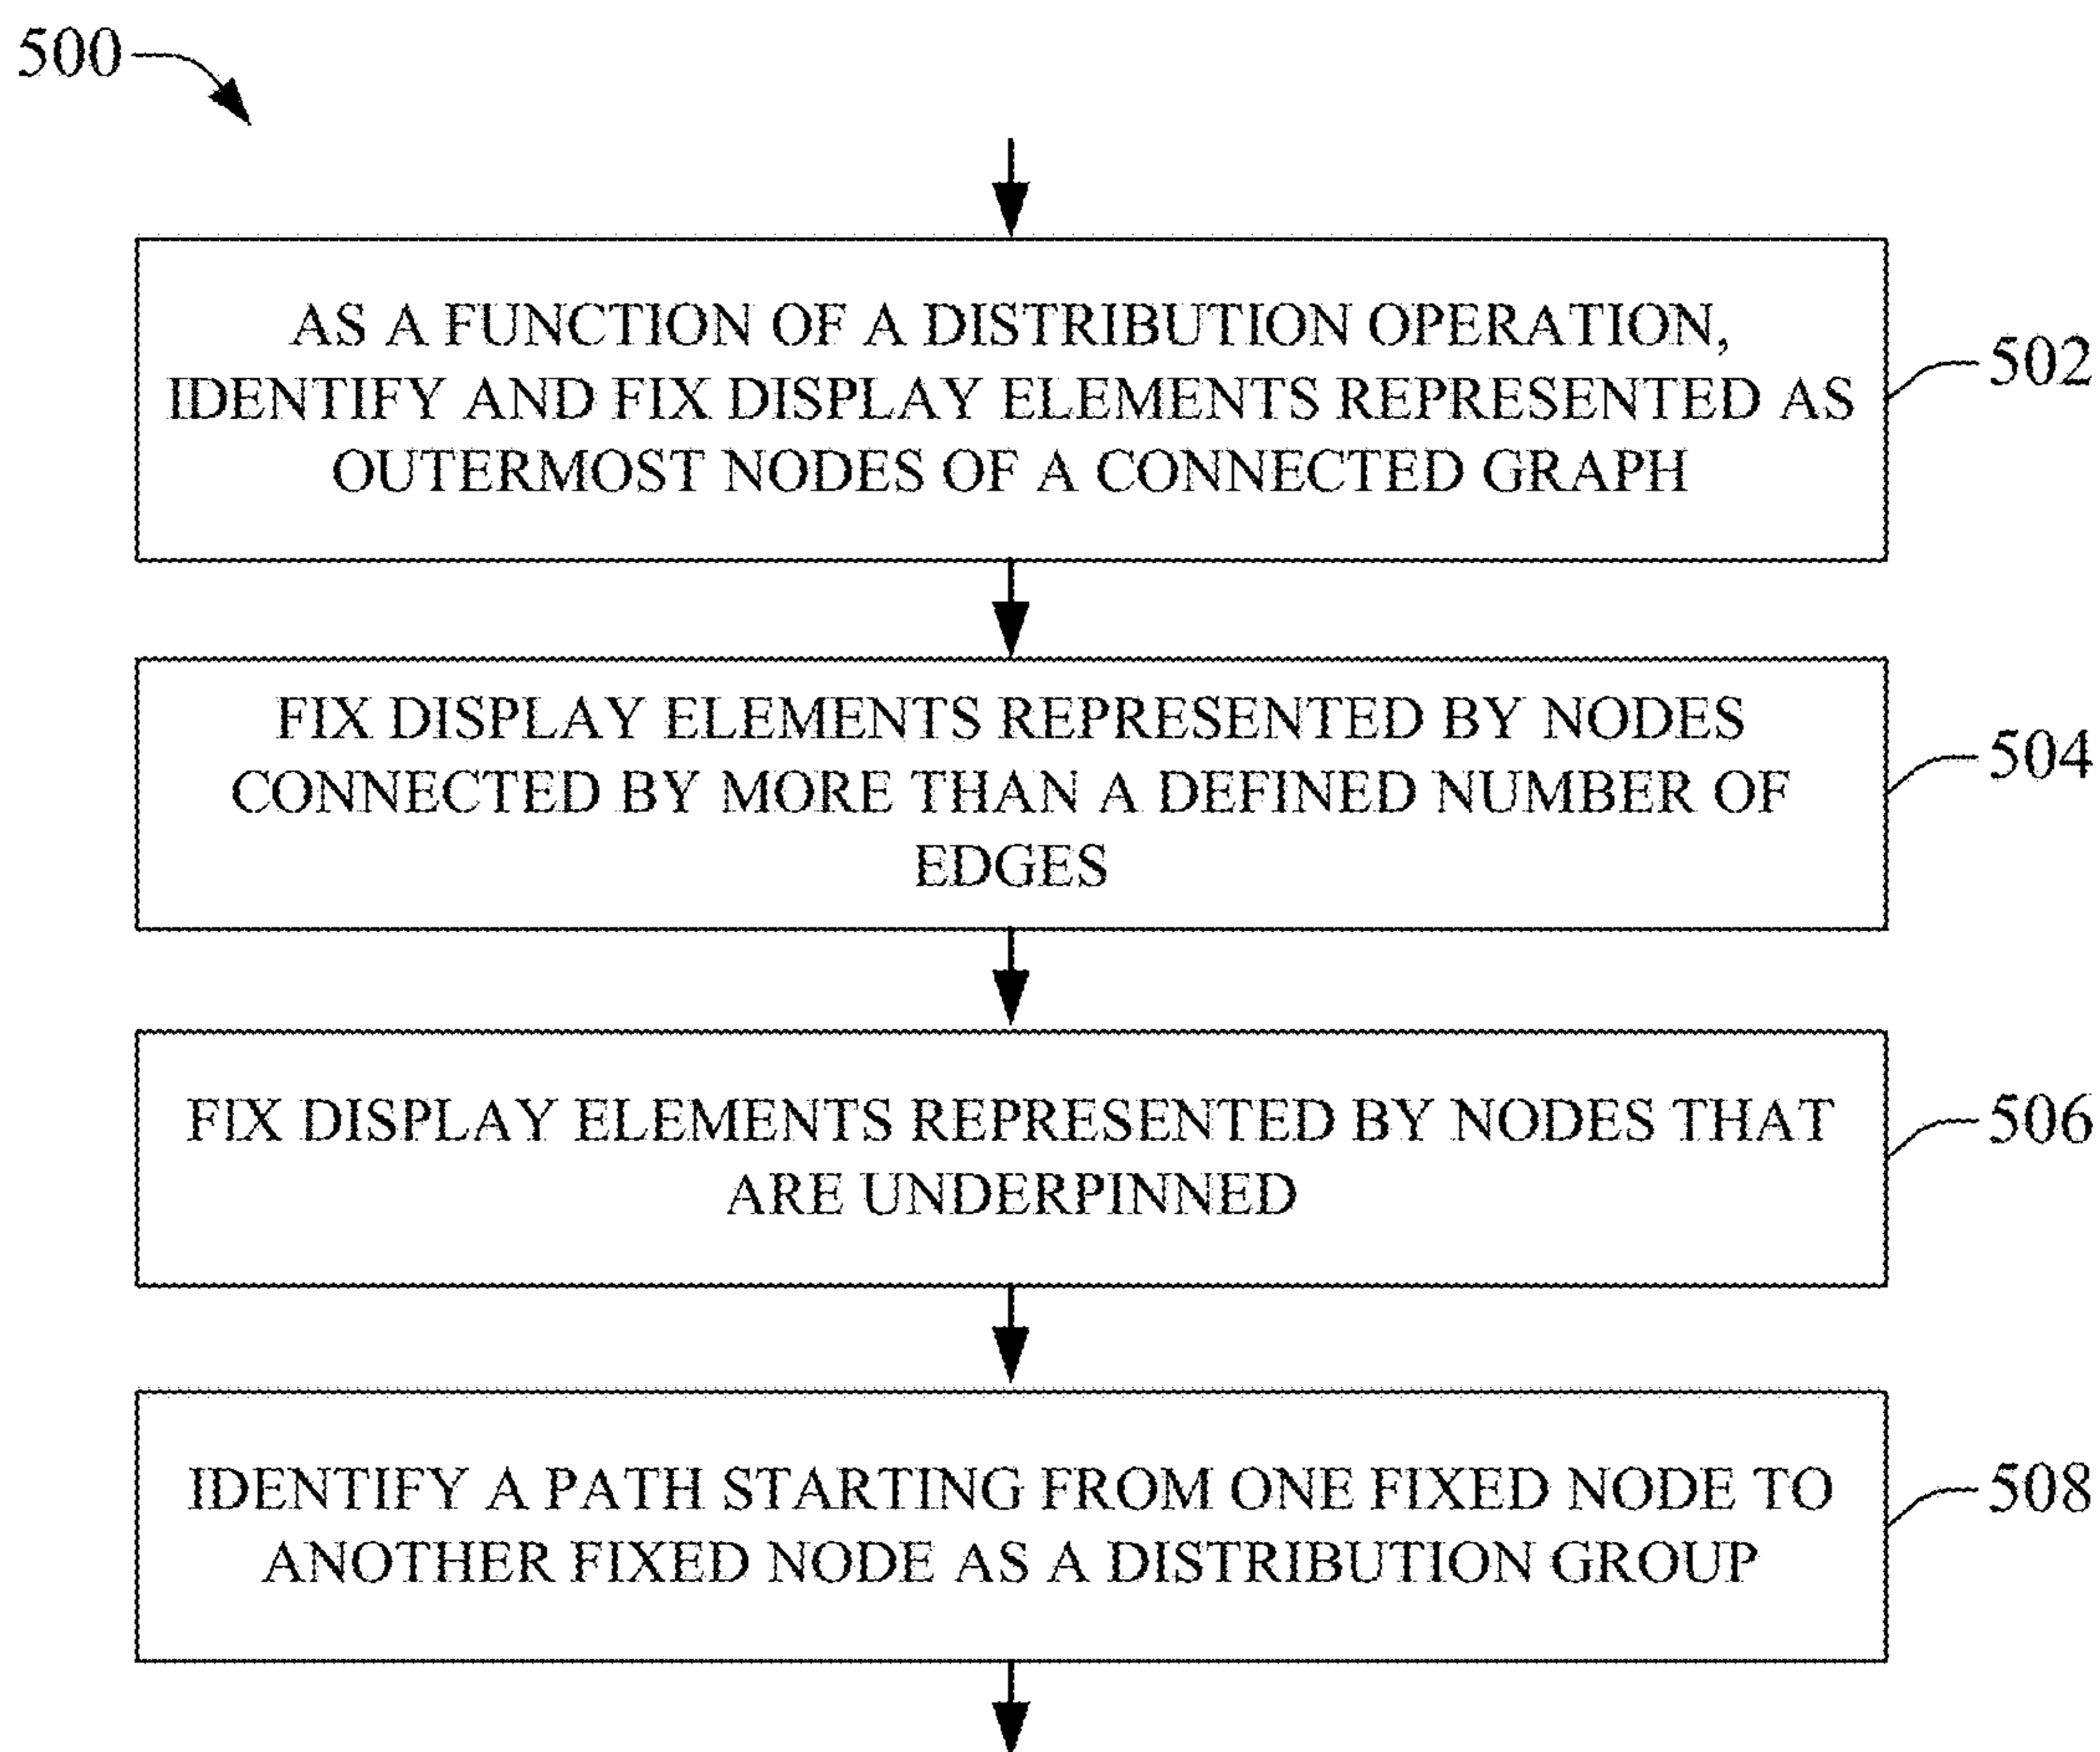 500
AS A FUNCTION OF A DISTRIBUTION OPERATION,
IDENTIFY AND FIX DISPLAY ELEMENTS REPRESENTED AS
OUTERMOST NODES OF A CONNECTED GRAPH
502
FIX DISPLAY ELEMENTS REPRESENTED BY NODES
CONNECTED BY MORE THAN A DEFINED NUMBER OF
EDGES
504
FIX DISPLAY ELEMENTS REPRESENTED BY NODES THAT
ARE UNDERPINNED
506
IDENTIFY A PATH STARTING FROM ONE FIXED NODE TO
ANOTHER FIXED NODE AS A DISTRIBUTION GROUP
508